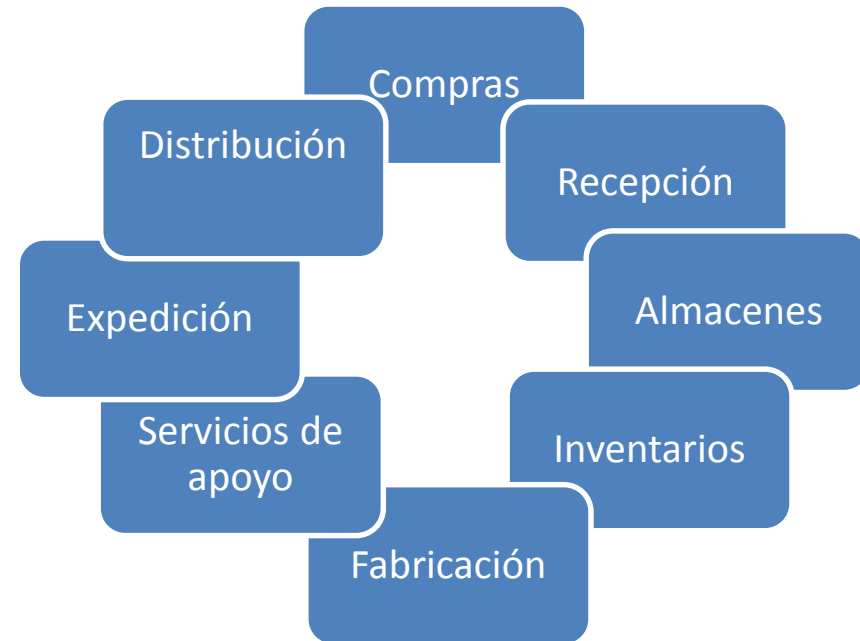 Compras
Distribución
Recepción
Expedición
Almacenes
Servicios de
apoyo
Inventarios
Fabricación